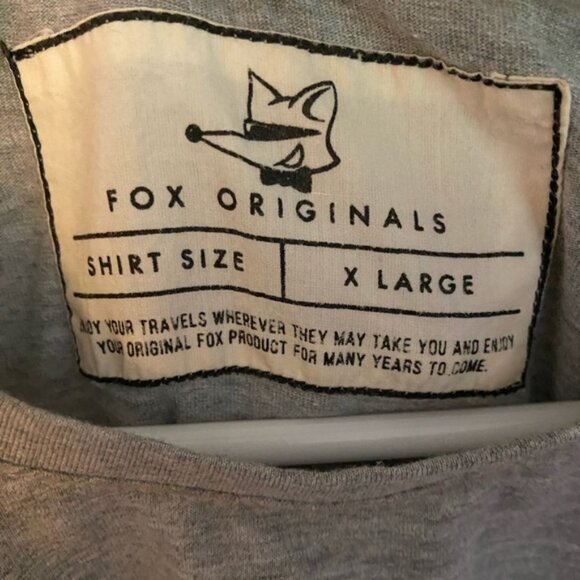 FOX ORIGINALS
SHIRT SIZE X LARGE
ENJOY YOUR TRAVELS WHEREVER THEY MAY TAKE YOU AND ENJOY
YOUR ORIGINAL FOX PRODUCT FOR MANY YEARS TO COME.